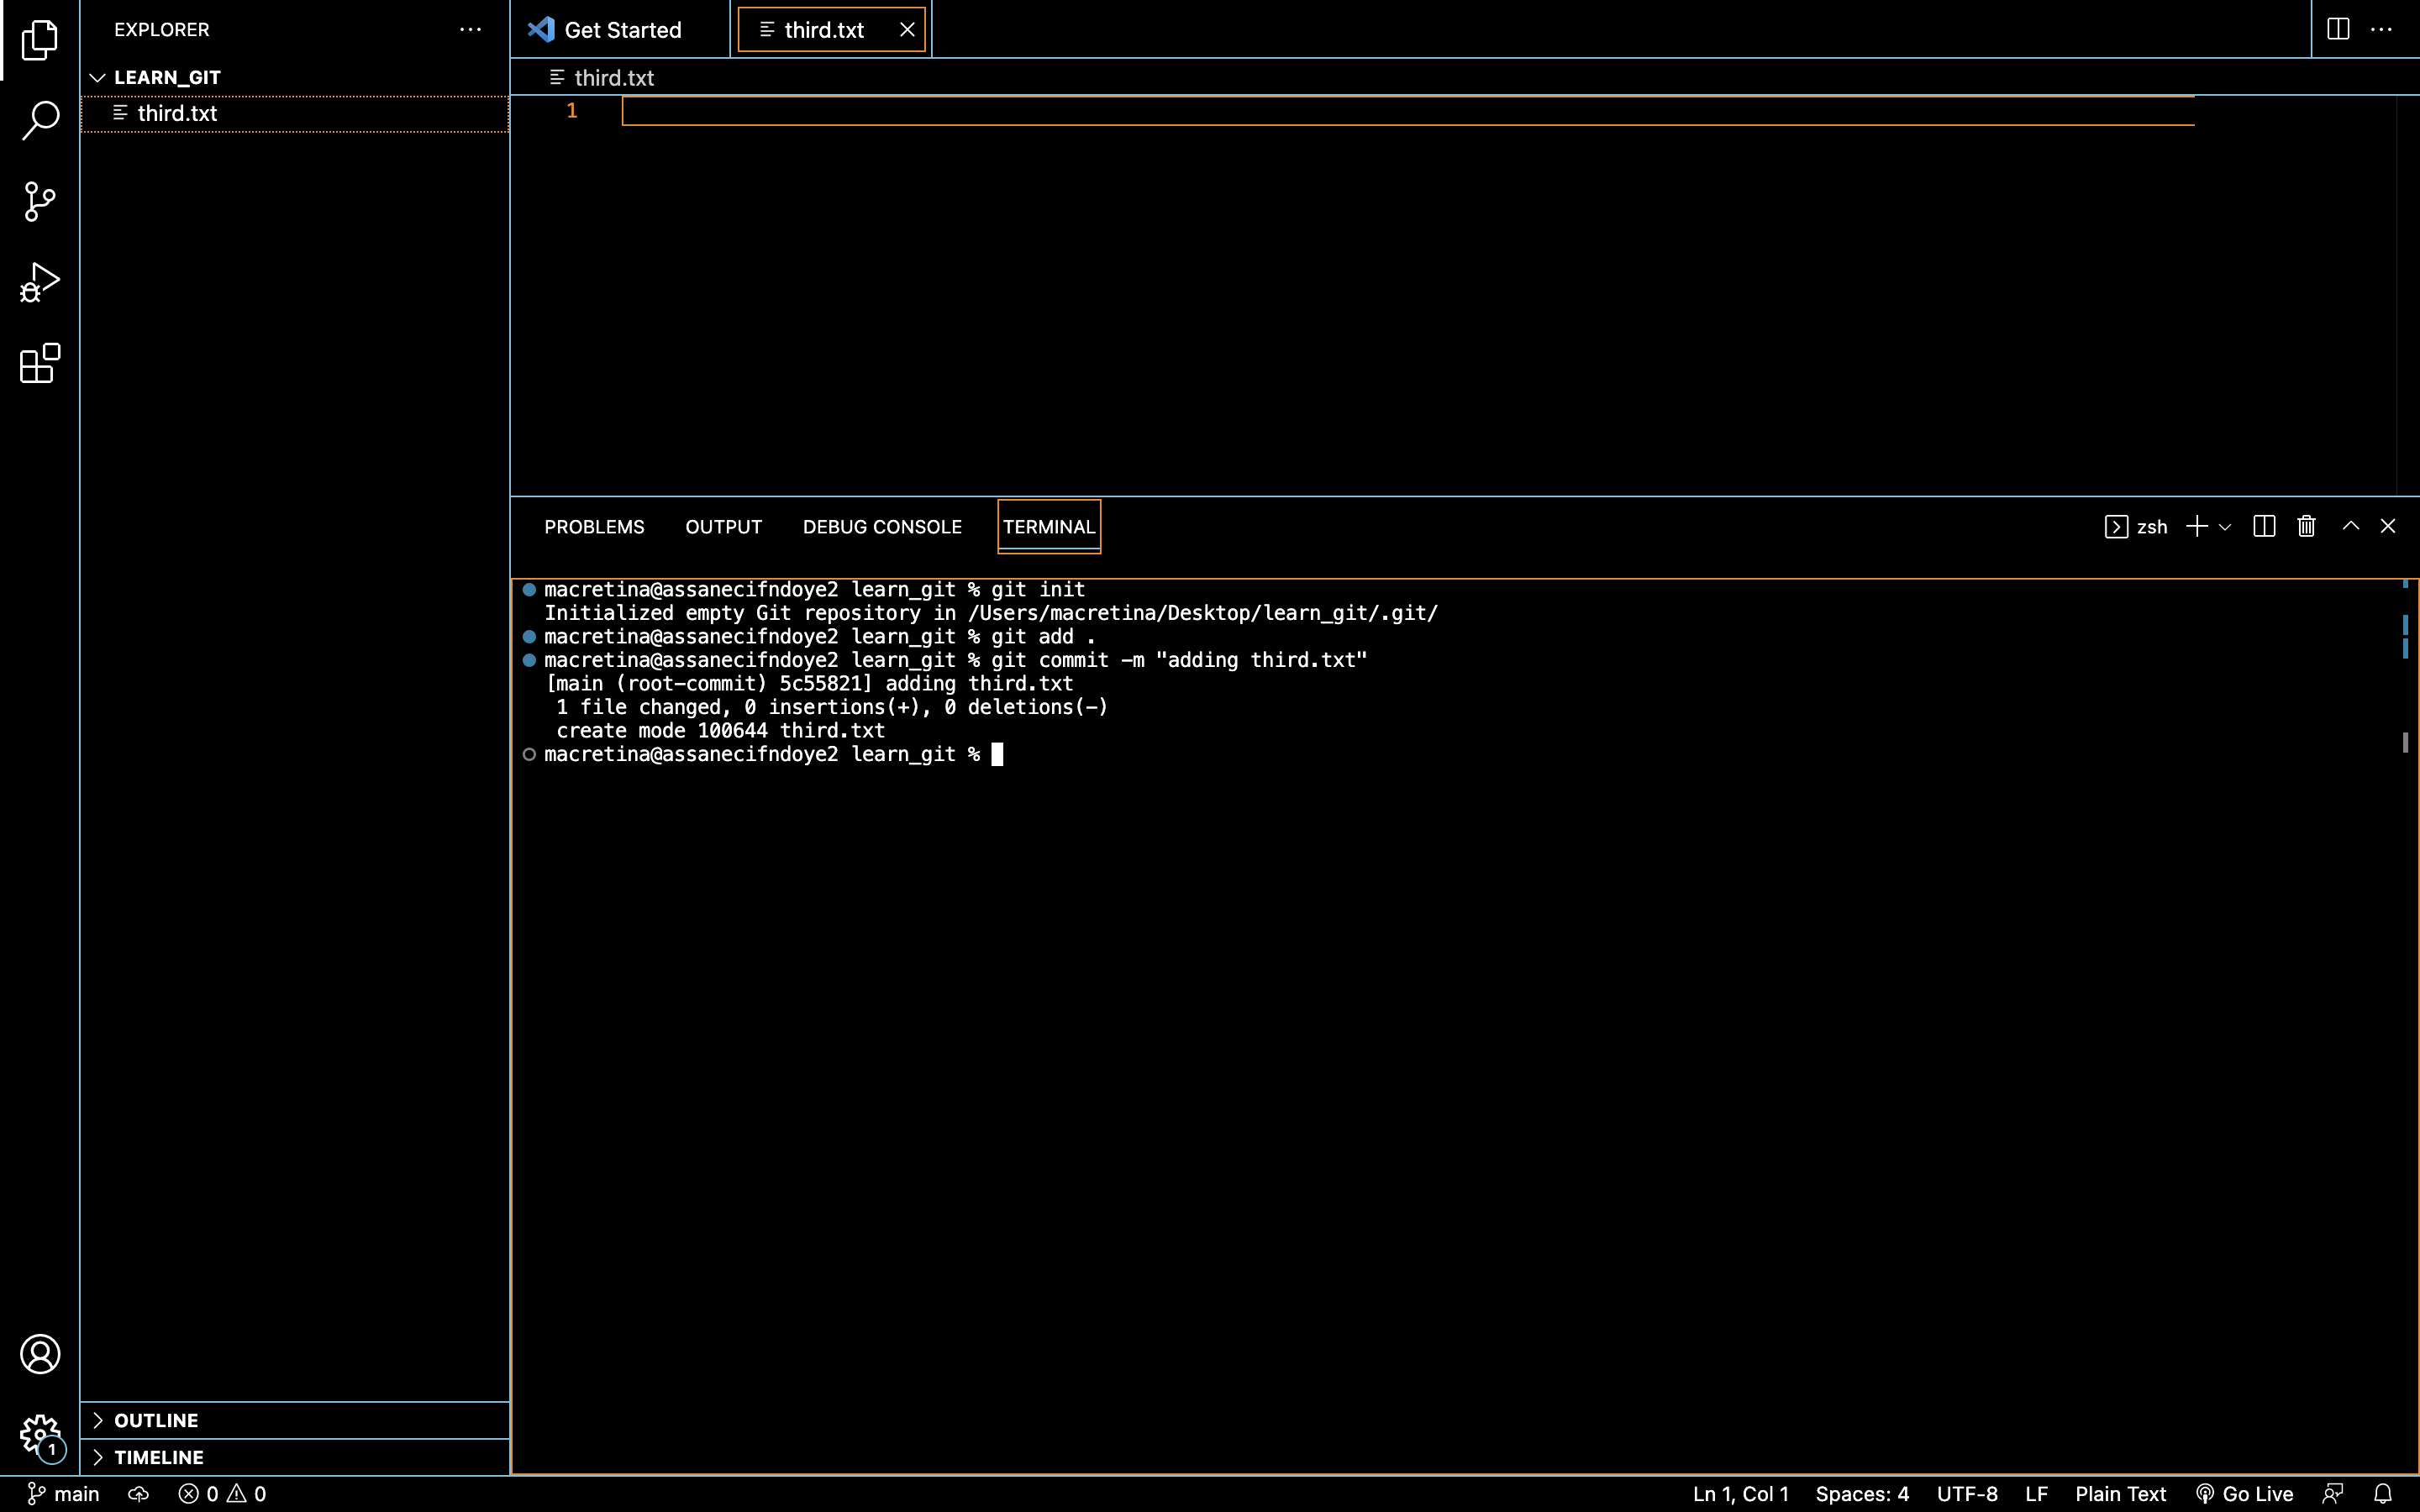 EXPLORER
LEARN_GIT
third.txt
Get Started
third.txt
third.txt
1
PROBLEMS OUTPUT DEBUG CONSOLE TERMINAL
zsh
macretina@assanecifndoye2 learn_git % git init
Initialized empty Git repository in /Users/macretina/Desktop/learn_git/.git/
macretina@assanecifndoye2 learn_git % git add .
macretina@assanecifndoye2 learn_git % git commit -m "adding third.txt"
[main (root-commit) 5c55821] adding third.txt
1 file changed, 0 insertions(+), 0 deletions(-)
create mode 100644 third.txt
macretina@assanecifndoye2 learn_git %
1
OUTLINE
TIMELINE
main 0 0 Ln 1, Col 1 Spaces: 4 UTF-8 LF Plain Text Go Live